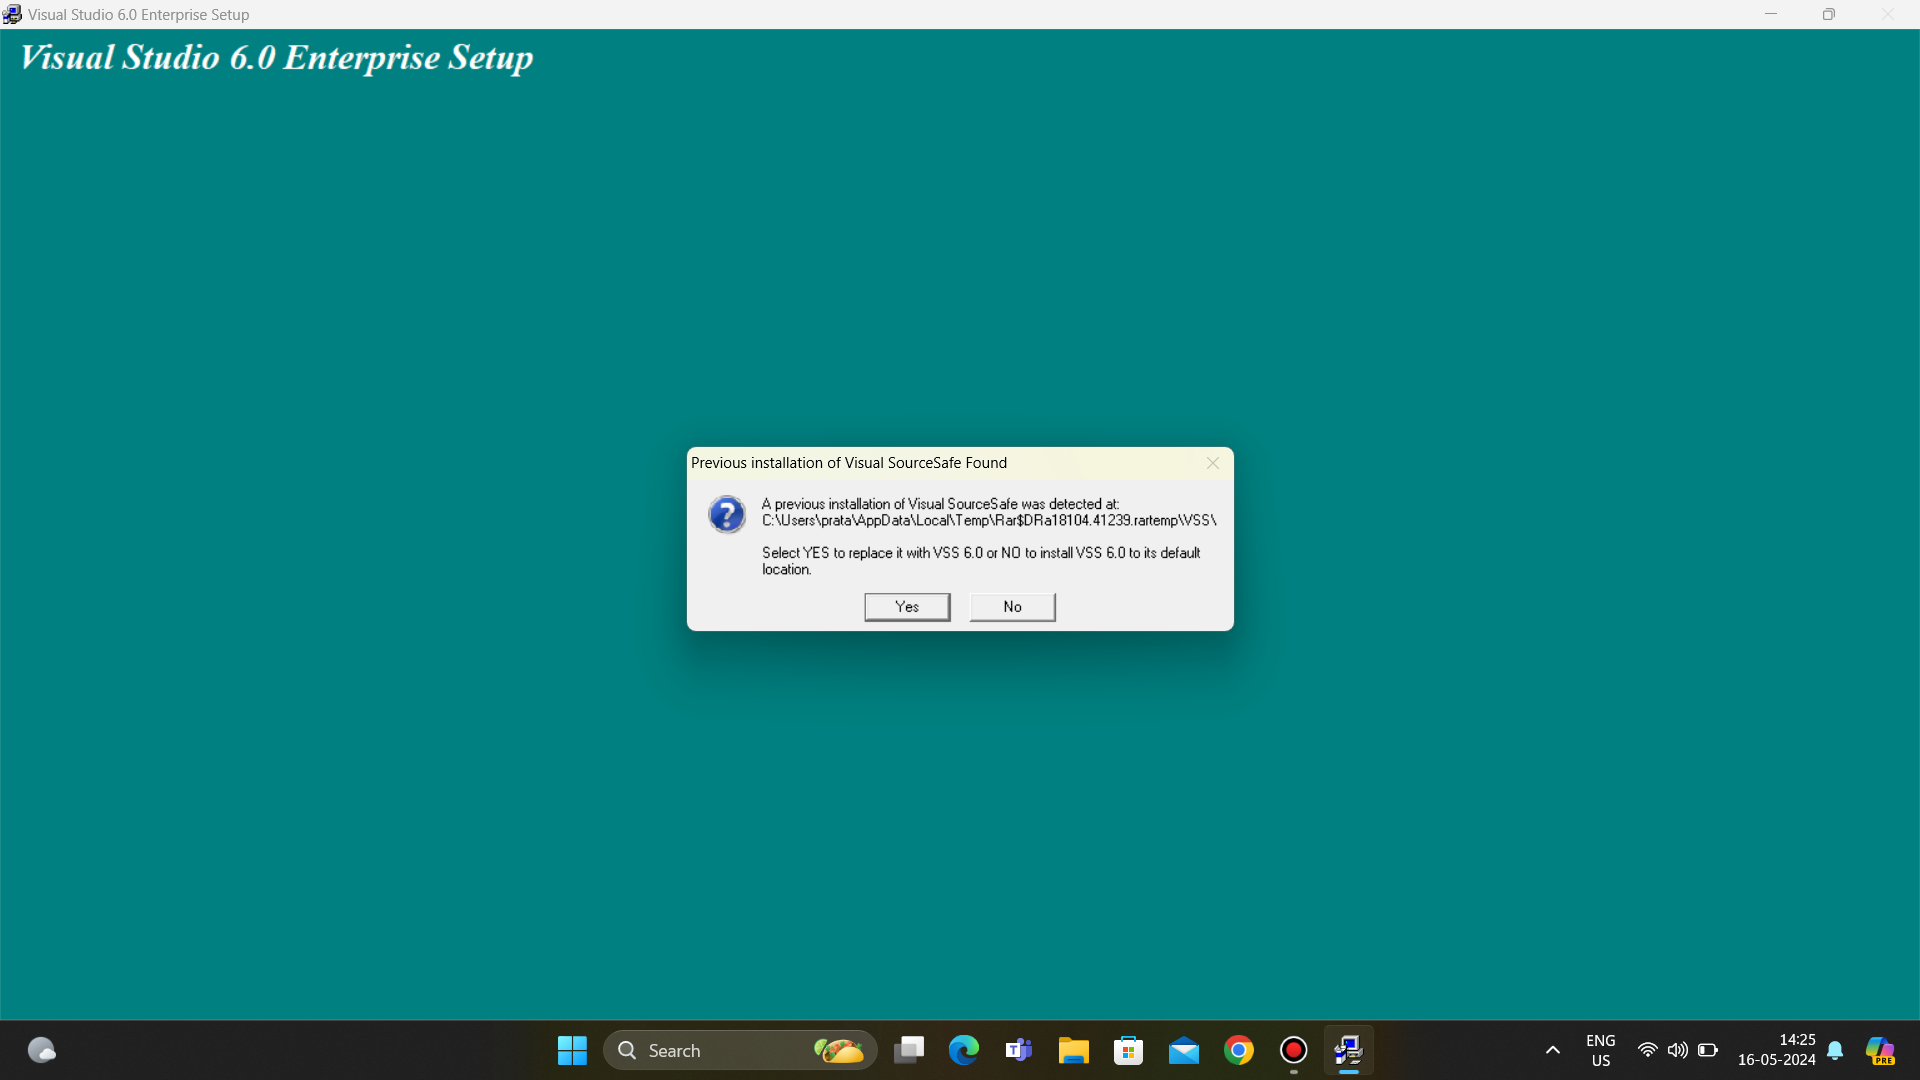 Visual Studio 6.0 Enterprise Setup
Visual Studio 6.0 Enterprise Setup
Previous installation of Visual SourceSafe Found
A previous installation of Visual SourceSafe was detected at:
C:\Users\prata\AppData\Local\Temp\Rar$DRa18104.41239.rartemp\VSS\
Select YES to replace it with VSS 6.0 or NO to install VSS 6.0 to its default
location.
Yes No
Search
ENG
US
14:25
16-05-2024
PRE